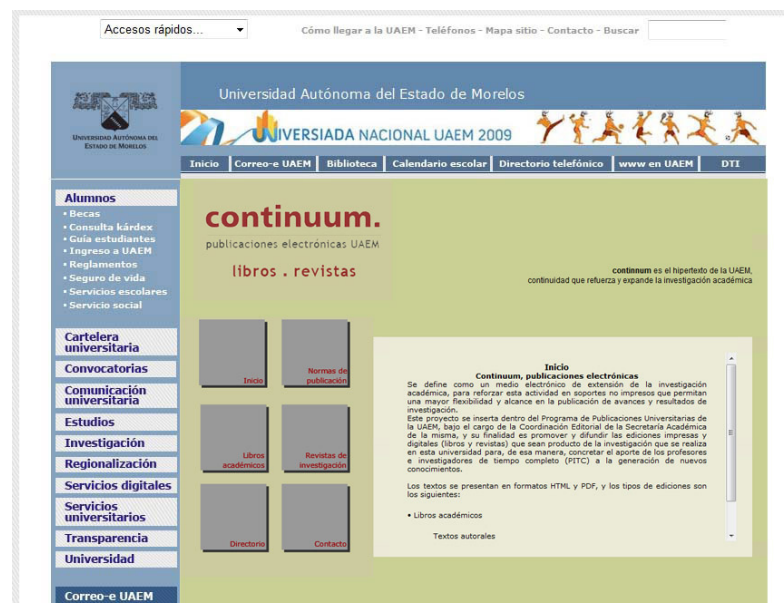 Accesos rápidos...
Cómo llegar a la UAEM - Teléfonos - Mapa sitio - Contacto - Buscar
UNIVERSIDAD AUTÓNOMA DEL
ESTADO DE MORELOS
Universidad Autónoma del Estado de Morelos
UNIVERSIADA NACIONAL UAEM 2009
Inicio Correo-e UAEM Biblioteca Calendario escolar Directorio telefónico www en UAEM DTI
Alumnos
• Becas
• Consulta kárdex
• Guía estudiantes
• Ingreso a UAEM
• Reglamentos
• Seguro de vida
• Servicios escolares
• Servicio social
Cartelera
universitaria
Convocatorias
Comunicación
universitaria
Estudios
Investigación
Regionalización
Servicios digitales
Servicios
universitarios
Transparencia
Universidad
Correo-e UAEM
continuum.
publicaciones electrónicas UAEM
libros . revistas
continnum es el hipertexto de la UAEM,
continuidad que refuerza y expande la investigación académica
Inicio
Normas de
publicación
Libros
académicos
Revistas de
investigación
Directorio
Contacto
Inicio
Continuum, publicaciones electrónicas
Se define como un medio electrónico de extensión de la investigación
académica, para reforzar esta actividad en soportes no impresos que permitan
una mayor flexibilidad y alcance en la publicación de avances y resultados de
investigación.
Este proyecto se inserta dentro del Programa de Publicaciones Universitarias de
la UAEM, bajo el cargo de la Coordinación Editorial de la Secretaría Académica
de la misma, y su finalidad es promover y difundir las ediciones impresas y
digitales (libros y revistas) que sean producto de la investigación que se realiza
en esta universidad para, de esa manera, concretar el aporte de los profesores
e investigadores de tiempo completo (PITC) a la generación de nuevos
conocimientos.
Los textos se presentan en formatos HTML y PDF, y los tipos de ediciones son
los siguientes:
• Libros académicos
Textos autorales